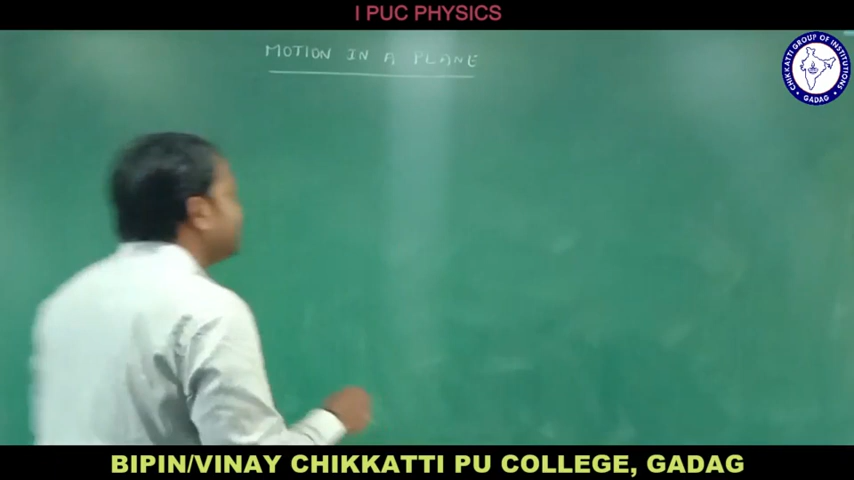 I PUC PHYSICS
MOTION IN A PLANE
CHIKKATTI GROUP OF INSTITUTIONS
GADAG
BIPIN/VINAY CHIKKATTI PU COLLEGE, GADAG